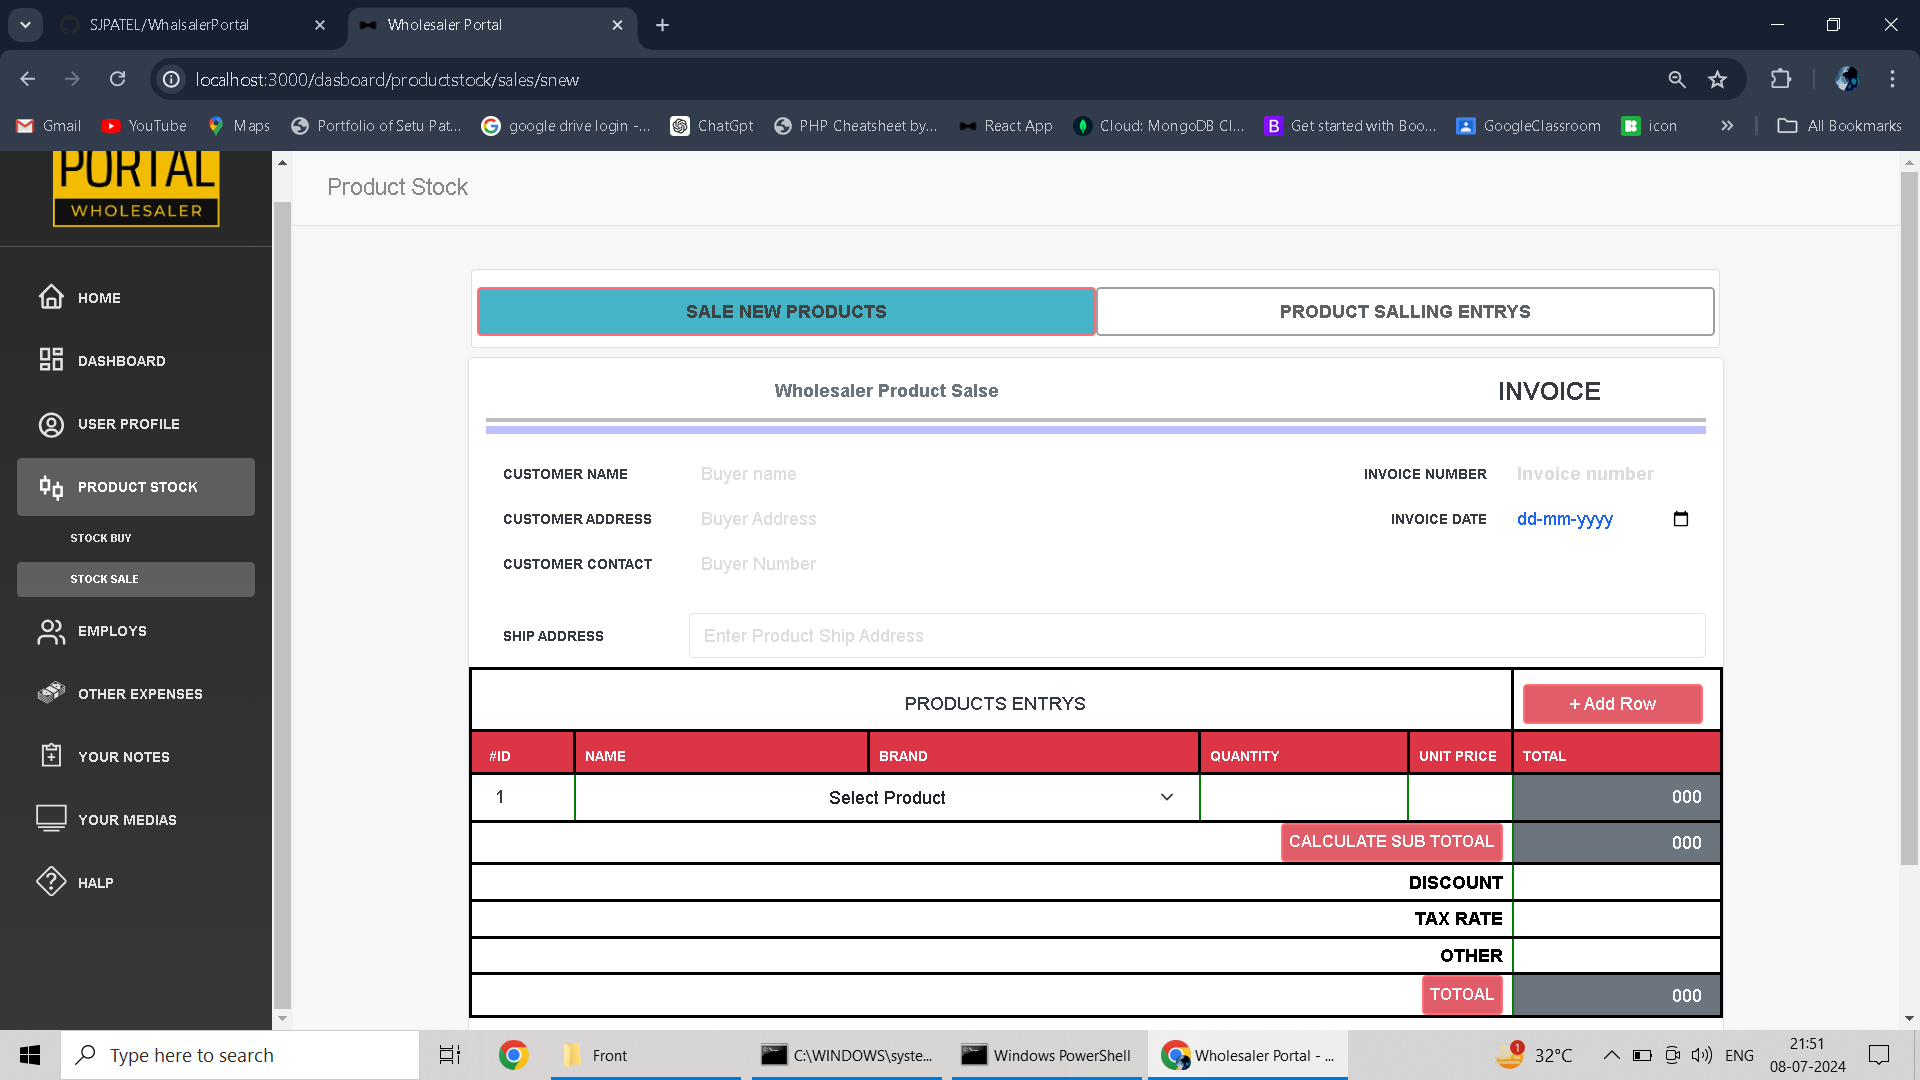 SJPATEL/WhalsalerPortal
Wholesaler Portal
localhost:3000/dasboard/productstock/sales/snew
Gmail
YouTube
Maps
Portfolio of Setu Pat...
google drive login -...
ChatGpt
PHP Cheatsheet by...
React App
Cloud: MongoDB Cl...
Get started with Boo...
GoogleClassroom
icon
All Bookmarks
PORTAL
WHOLESALER
Product Stock
HOME
DASHBOARD
USER PROFILE
PRODUCT STOCK
STOCK BUY
STOCK SALE
EMPLOYS
OTHER EXPENSES
YOUR NOTES
YOUR MEDIAS
HALP
SALE NEW PRODUCTS
PRODUCT SALLING ENTRYS
Wholesaler Product Salse
INVOICE
CUSTOMER NAME
Buyer name
INVOICE NUMBER
Invoice number
CUSTOMER ADDRESS
Buyer Address
INVOICE DATE
dd-mm-yyyy
CUSTOMER CONTACT
Buyer Number
SHIP ADDRESS
Enter Product Ship Address
PRODUCTS ENTRYS
+ Add Row
#ID
NAME
BRAND
QUANTITY
UNIT PRICE
TOTAL
1
Select Product
000
CALCULATE SUB TOTOAL
000
DISCOUNT
TAX RATE
OTHER
TOTOAL
000
Type here to search
Front
C:\WINDOWS\syste...
Windows PowerShell
Wholesaler Portal - ...
1
32°C
ENG
21:51
08-07-2024